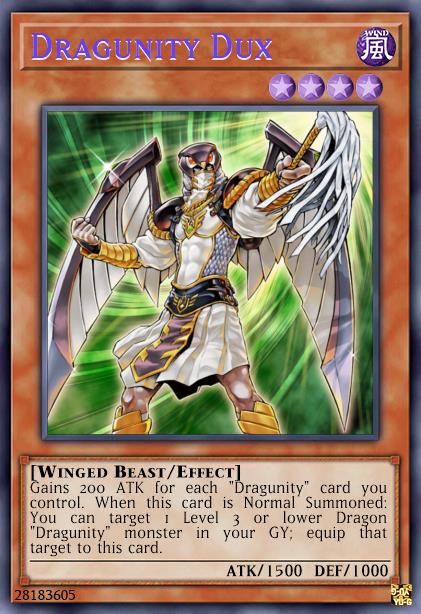 Dragunity Dux
WIND
風
[Winged Beast/Effect]
Gains 200 ATK for each "Dragunity" card you
control. When this card is Normal Summoned:
You can target 1 Level 3 or lower Dragon
"Dragunity" monster in your GY; equip that
target to this card.
ATK/1500 DEF/1000
28183605